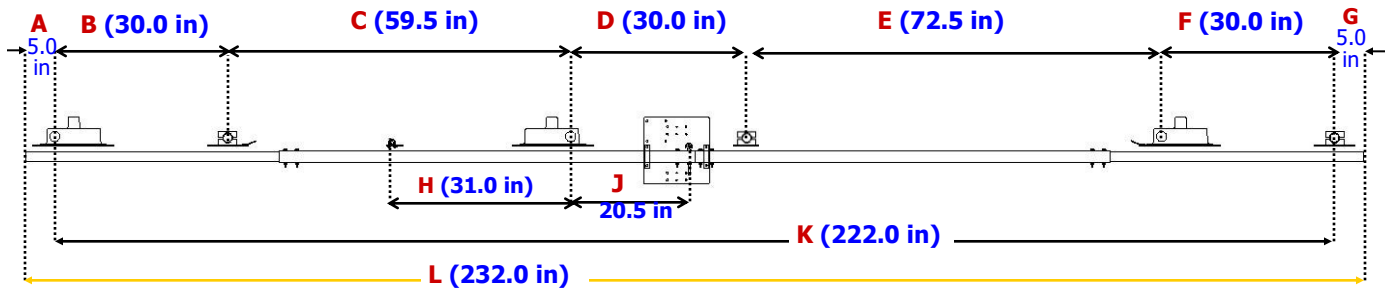 A
5.0
in
B (30.0 in)
C (59.5 in)
D (30.0 in)
E (72.5 in)
F (30.0 in)
G
5.0
in
H (31.0 in)
J
20.5 in
K (222.0 in)
L (232.0 in)